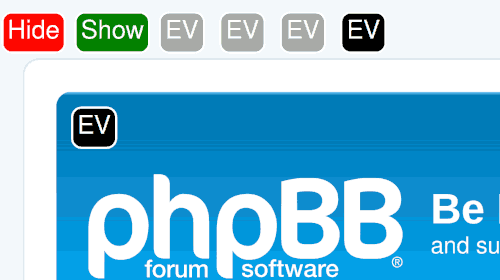 Hide Show EV EV EV EV
EV
phpBB®
forum software
Be
and su